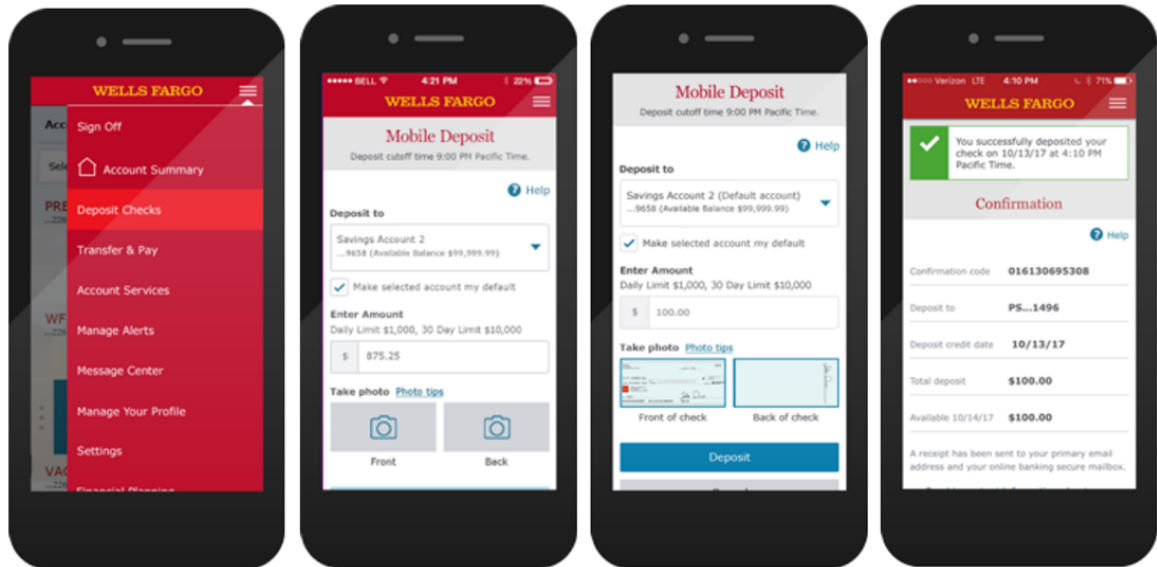 WELLS FARGO
Acc
Sign Off
Sele
Account Summary
PRE
Deposit Checks
Transfer & Pay
Account Services
WF
Manage Alerts
Message Center
Manage Your Profile
Settings
VAC
Financial Planning
BELL 4:21 PM 22%
WELLS FARGO
Mobile Deposit
Deposit cutoff time 9:00 PM Pacific Time.
? Help
Deposit to
Savings Account 2
...9658 (Available Balance $99,999.99)
Make selected account my default
Enter Amount
Daily Limit $1,000, 30 Day Limit $10,000
$ 875.25
Take photo Photo tips
Front Back
Mobile Deposit
Deposit cutoff time 9:00 PM Pacific Time.
? Help
Deposit to
Savings Account 2 (Default account)
...9658 (Available Balance $99,999.99)
Make selected account my default
Enter Amount
Daily Limit $1,000, 30 Day Limit $10,000
$ 100.00
Take photo Photo tips
Front of check Back of check
Deposit
Verizon LTE 4:10 PM 71%
WELLS FARGO
You successfully deposited your
check on 10/13/17 at 4:10 PM
Pacific Time.
Confirmation
? Help
Confirmation code 016130695308
Deposit to PS...1496
Deposit credit date 10/13/17
Total deposit $100.00
Available 10/14/17 $100.00
A receipt has been sent to your primary email
address and your online banking secure mailbox.